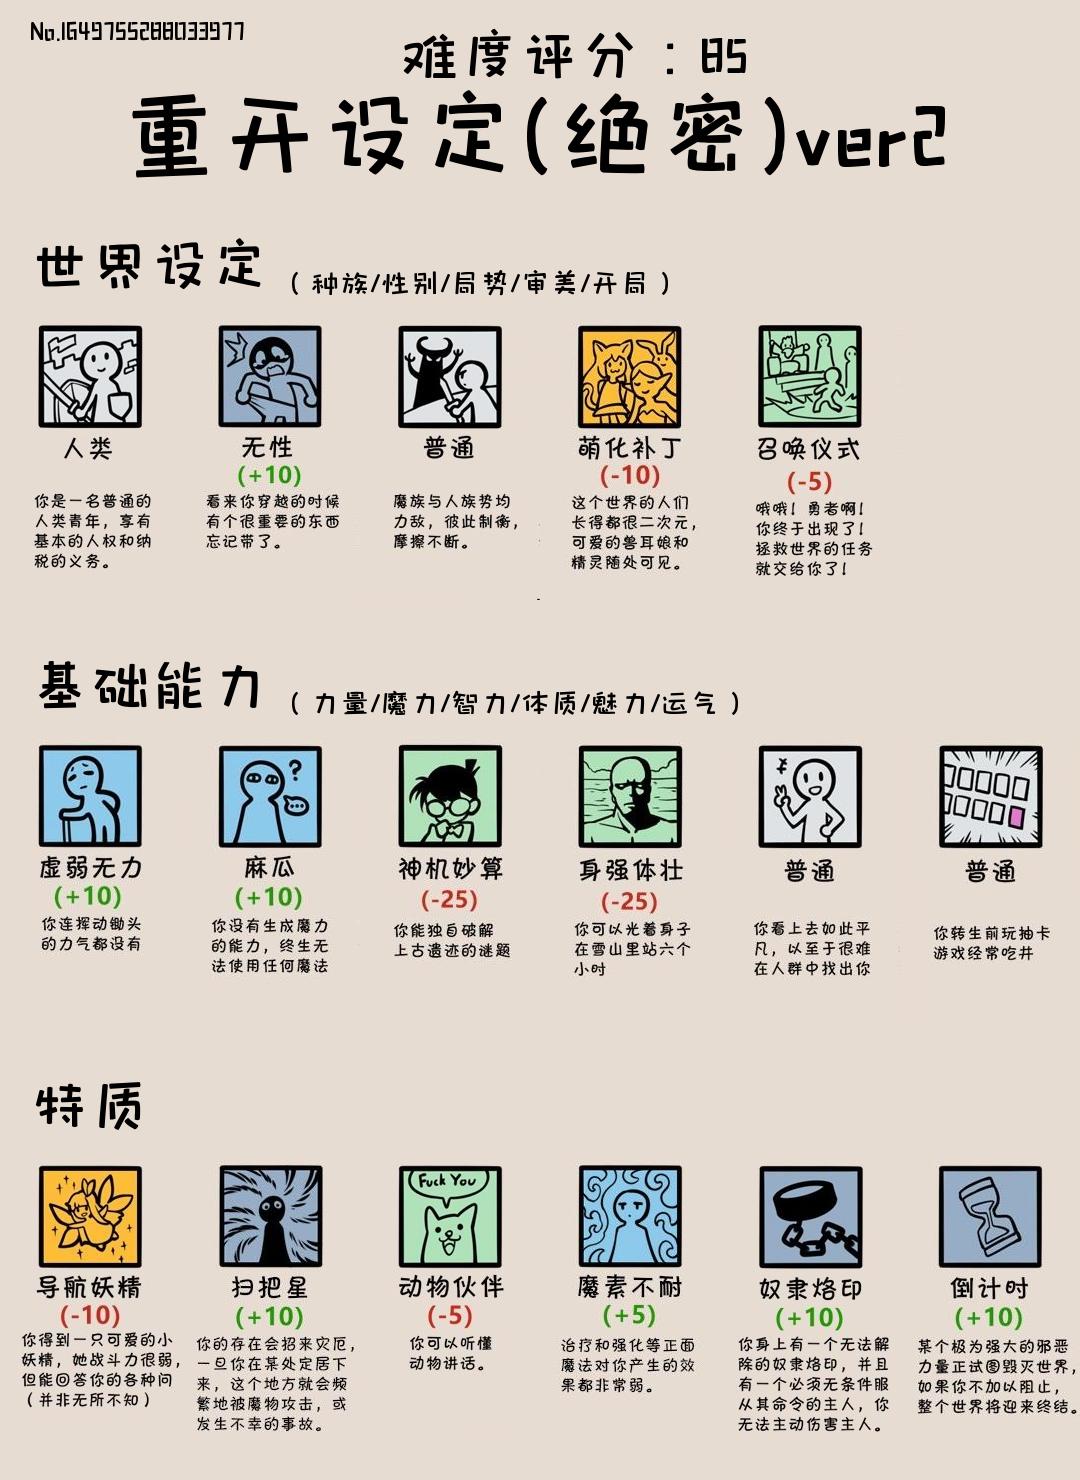 No.1649755288033977
难度评分：85
重开设定(绝密)ver2
世界设定（种族/性别/局势/审美/开局）
人类
你是一名普通的
人类青年，享有
基本的人权和纳
税的义务。
无性
(+10)
看来你穿越的时候
有个很重要的东西
忘记带了。
普通
魔族与人族势均
力敌，彼此制衡，
摩擦不断。
萌化补丁
(-10)
这个世界的人们
长得都很二次元，
可爱的兽耳娘和
精灵随处可见。
召唤仪式
(-5)
哦哦！勇者啊！
你终于出现了！
拯救世界的任务
就交给你了！
基础能力（力量/魔力/智力/体质/魅力/运气）
虚弱无力
(+10)
你连挥动锄头
的力气都没有
麻瓜
(+10)
你没有生成魔力
的能力，终生无
法使用任何魔法
神机妙算
(-25)
你能独自破解
上古遗迹的谜题
身强体壮
(-25)
你可以光着身子
在雪山里站六个
小时
普通
你看上去如此平
凡，以至于很难
在人群中找出你
普通
你转生前玩抽卡
游戏经常吃井
特质
导航妖精
(-10)
你得到一只可爱的小
妖精，她战斗力很弱，
但能回答你的各种问
（并非无所不知）
扫把星
(+10)
你的存在会招来灾厄，
一旦你在某处定居下
来，这个地方就会频
繁地被魔物攻击，或
发生不幸的事故。
Fuck You
动物伙伴
(-5)
你可以听懂
动物讲话。
魔素不耐
(+5)
治疗和强化等正面
魔法对你产生的效
果都非常弱。
奴隶烙印
(+10)
你身上有一个无法解
除的奴隶烙印，并且
有一个必须无条件服
从其命令的主人，你
无法主动伤害主人。
倒计时
(+10)
某个极为强大的邪恶
力量正试图毁灭世界，
如果你不加以阻止，
整个世界将迎来终结。